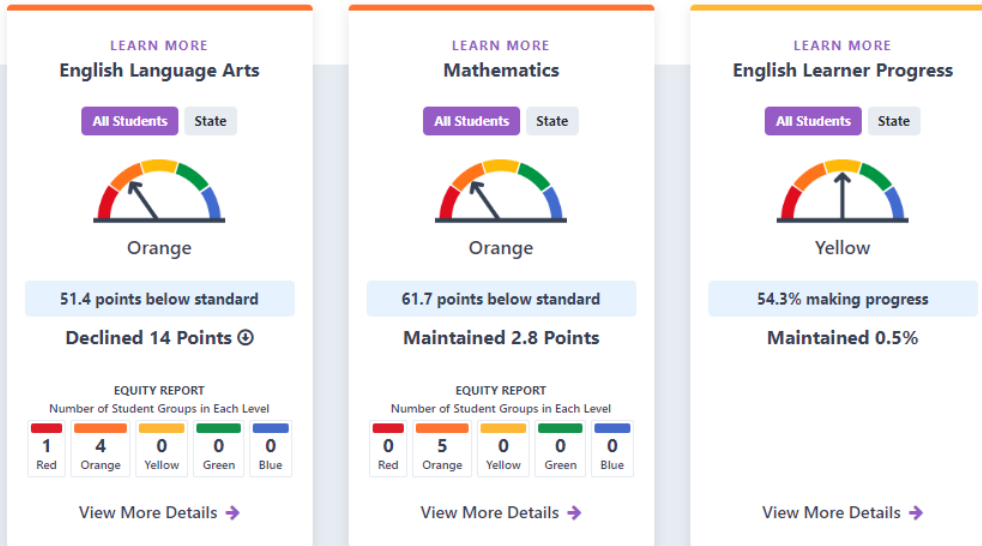 LEARN MORE
English Language Arts
All Students State
Orange
51.4 points below standard
Declined 14 Points
EQUITY REPORT
Number of Student Groups in Each Level
1 4 0 0 0
Red Orange Yellow Green Blue
View More Details
LEARN MORE
Mathematics
All Students State
Orange
61.7 points below standard
Maintained 2.8 Points
EQUITY REPORT
Number of Student Groups in Each Level
0 5 0 0 0
Red Orange Yellow Green Blue
View More Details
LEARN MORE
English Learner Progress
All Students State
Yellow
54.3% making progress
Maintained 0.5%
View More Details